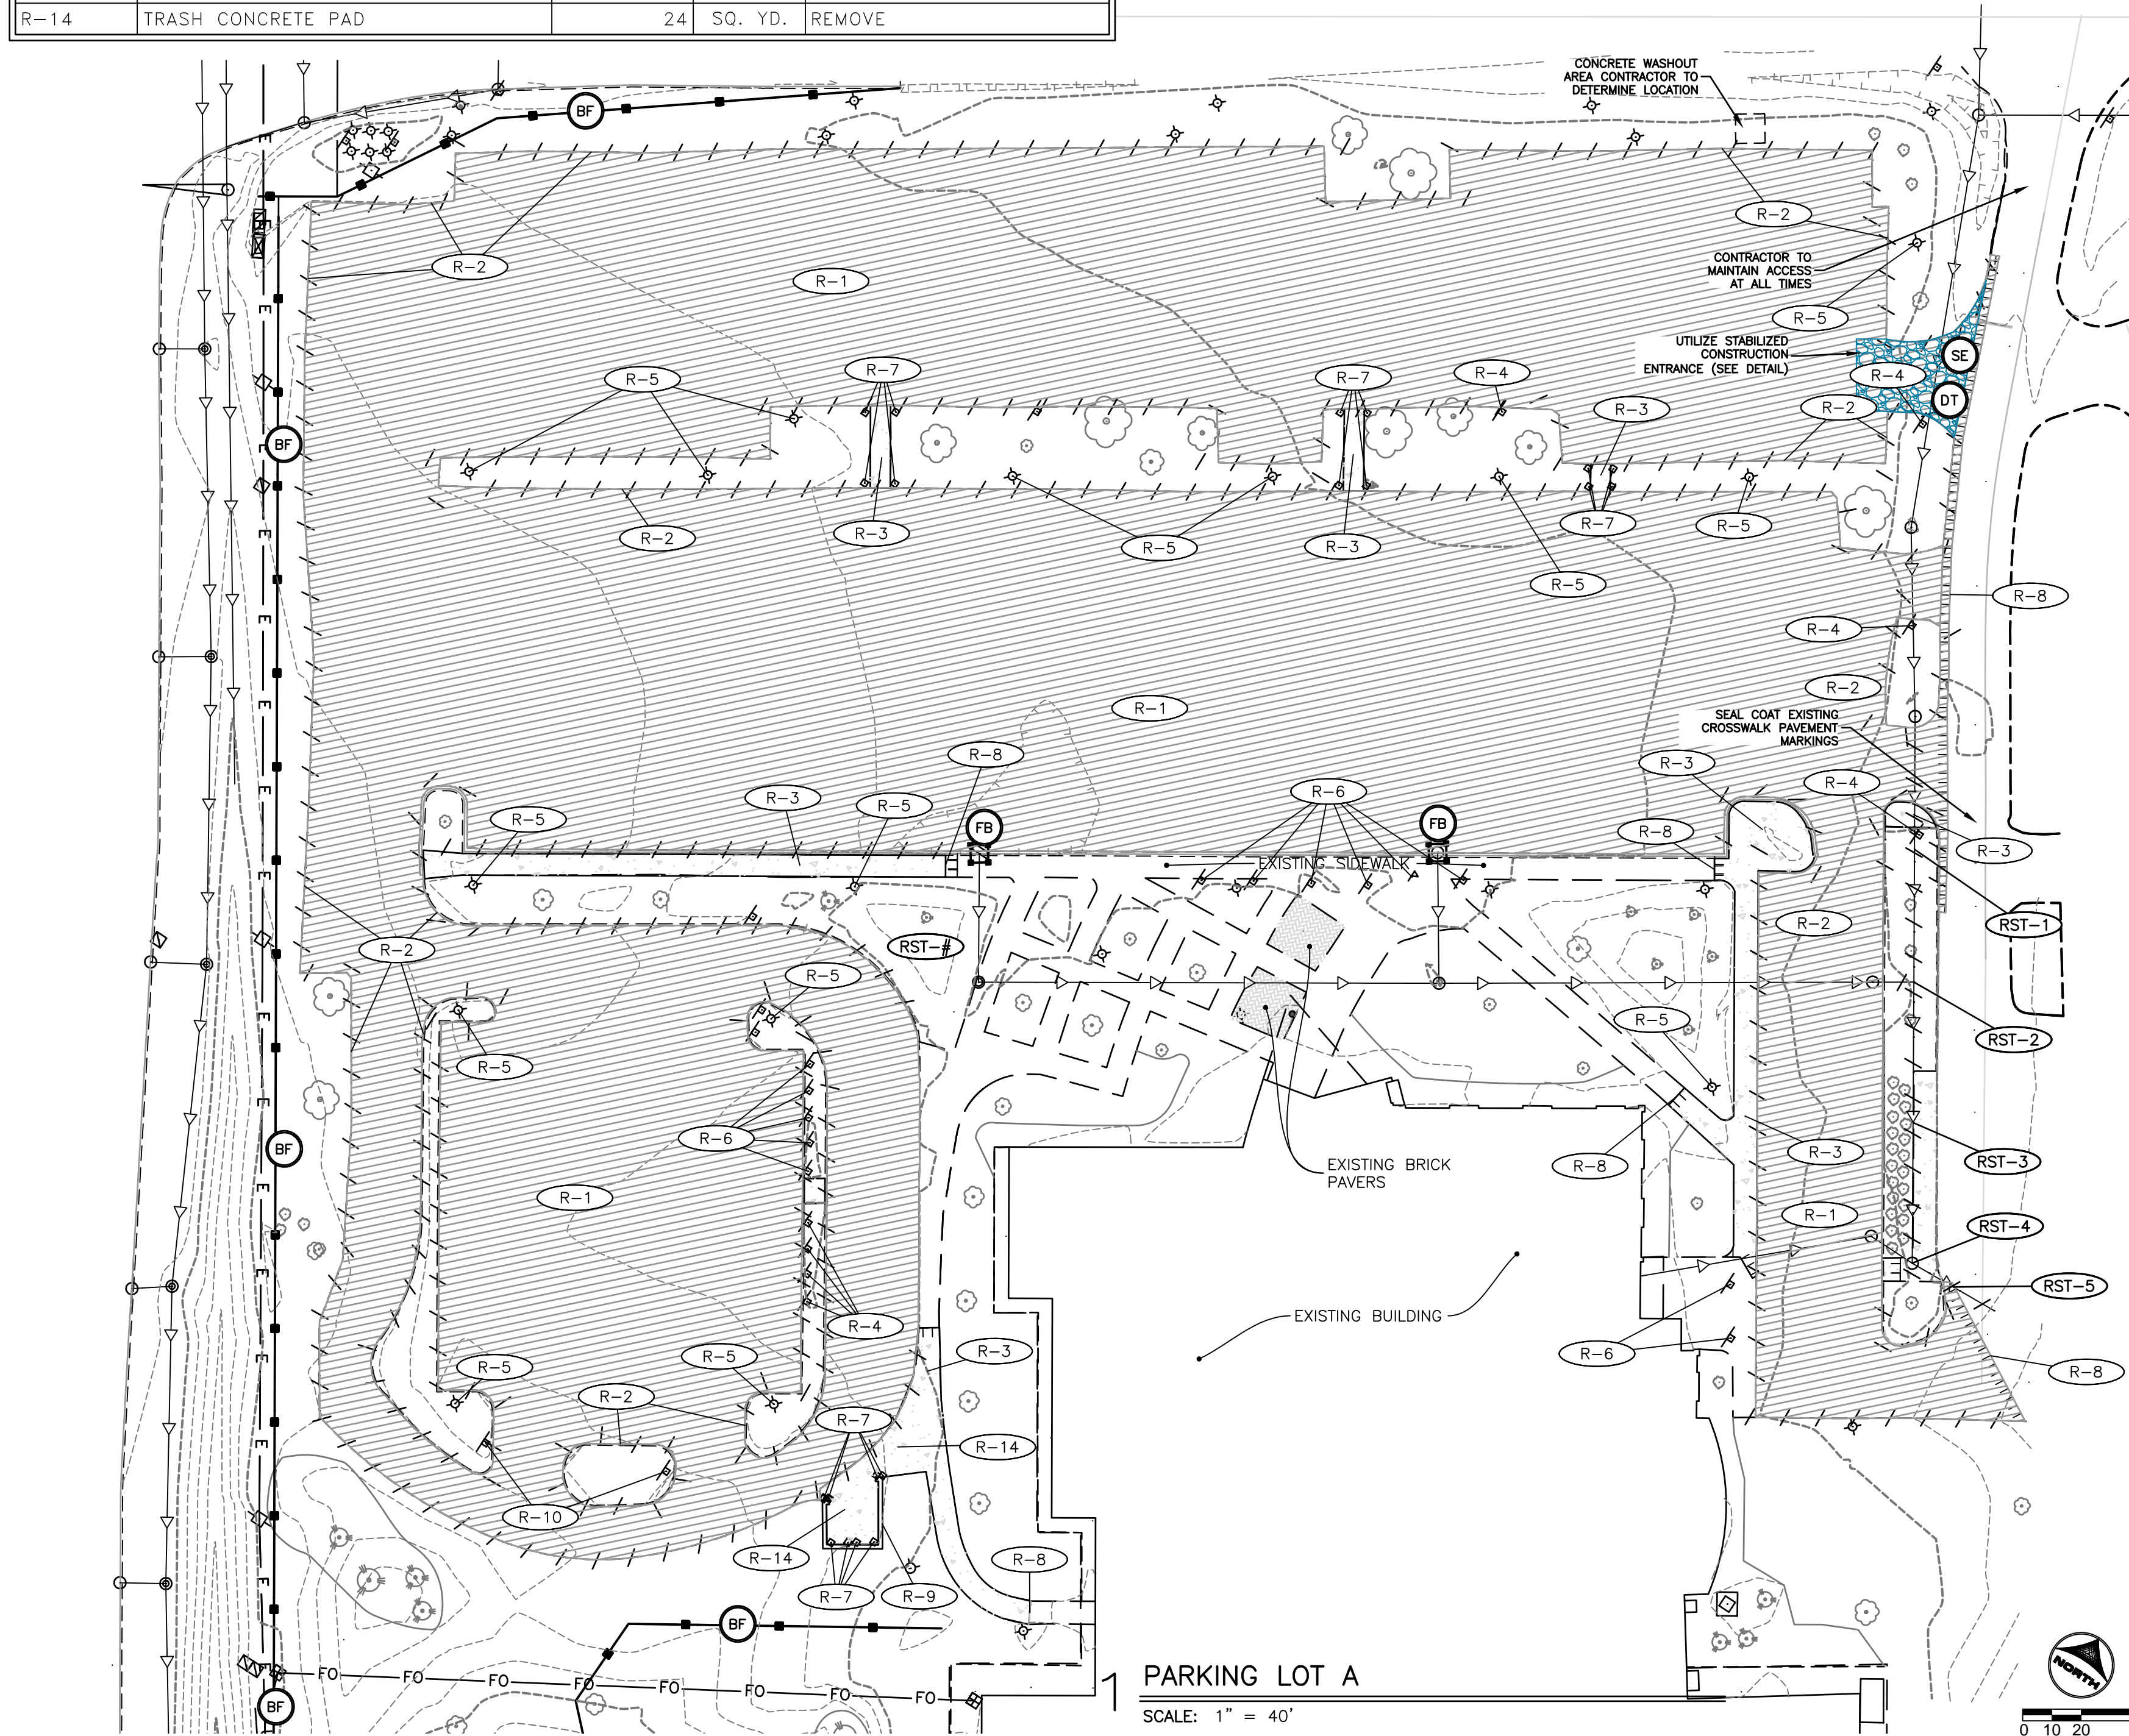 R-14 TRASH CONCRETE PAD 24 SQ. YD. REMOVE
CONCRETE WASHOUT
AREA CONTRACTOR TO
DETERMINE LOCATION
BF
R-2
R-2
R-1
CONTRACTOR TO
MAINTAIN ACCESS
AT ALL TIMES
R-5
UTILIZE STABILIZED
CONSTRUCTION
ENTRANCE (SEE DETAIL)
SE
R-4
DT
R-5
R-7
R-7
R-4
R-3
R-2
BF
R-2
R-3
R-5
R-3
R-7
R-5
R-5
R-8
R-4
R-2
R-1
SEAL COAT EXISTING
CROSSWALK PAVEMENT
MARKINGS
R-8
R-3
R-4
R-5
R-3
R-5
R-6
FB
FB
R-8
R-3
EXISTING SIDEWALK
R-2
RST-#
R-2
RST-1
R-5
R-5
R-5
RST-2
BF
R-6
EXISTING BRICK
PAVERS
R-8
R-3
RST-3
R-1
R-1
RST-4
RST-5
EXISTING BUILDING
R-4
R-3
R-6
R-5
R-5
R-8
R-2
R-7
R-14
R-10
R-14
R-7
R-9
R-8
BF
BF
FO FO FO FO FO FO FO FO
E E E E E E E E E E E E E
1 PARKING LOT A
SCALE: 1" = 40'
NORTH
0 10 20